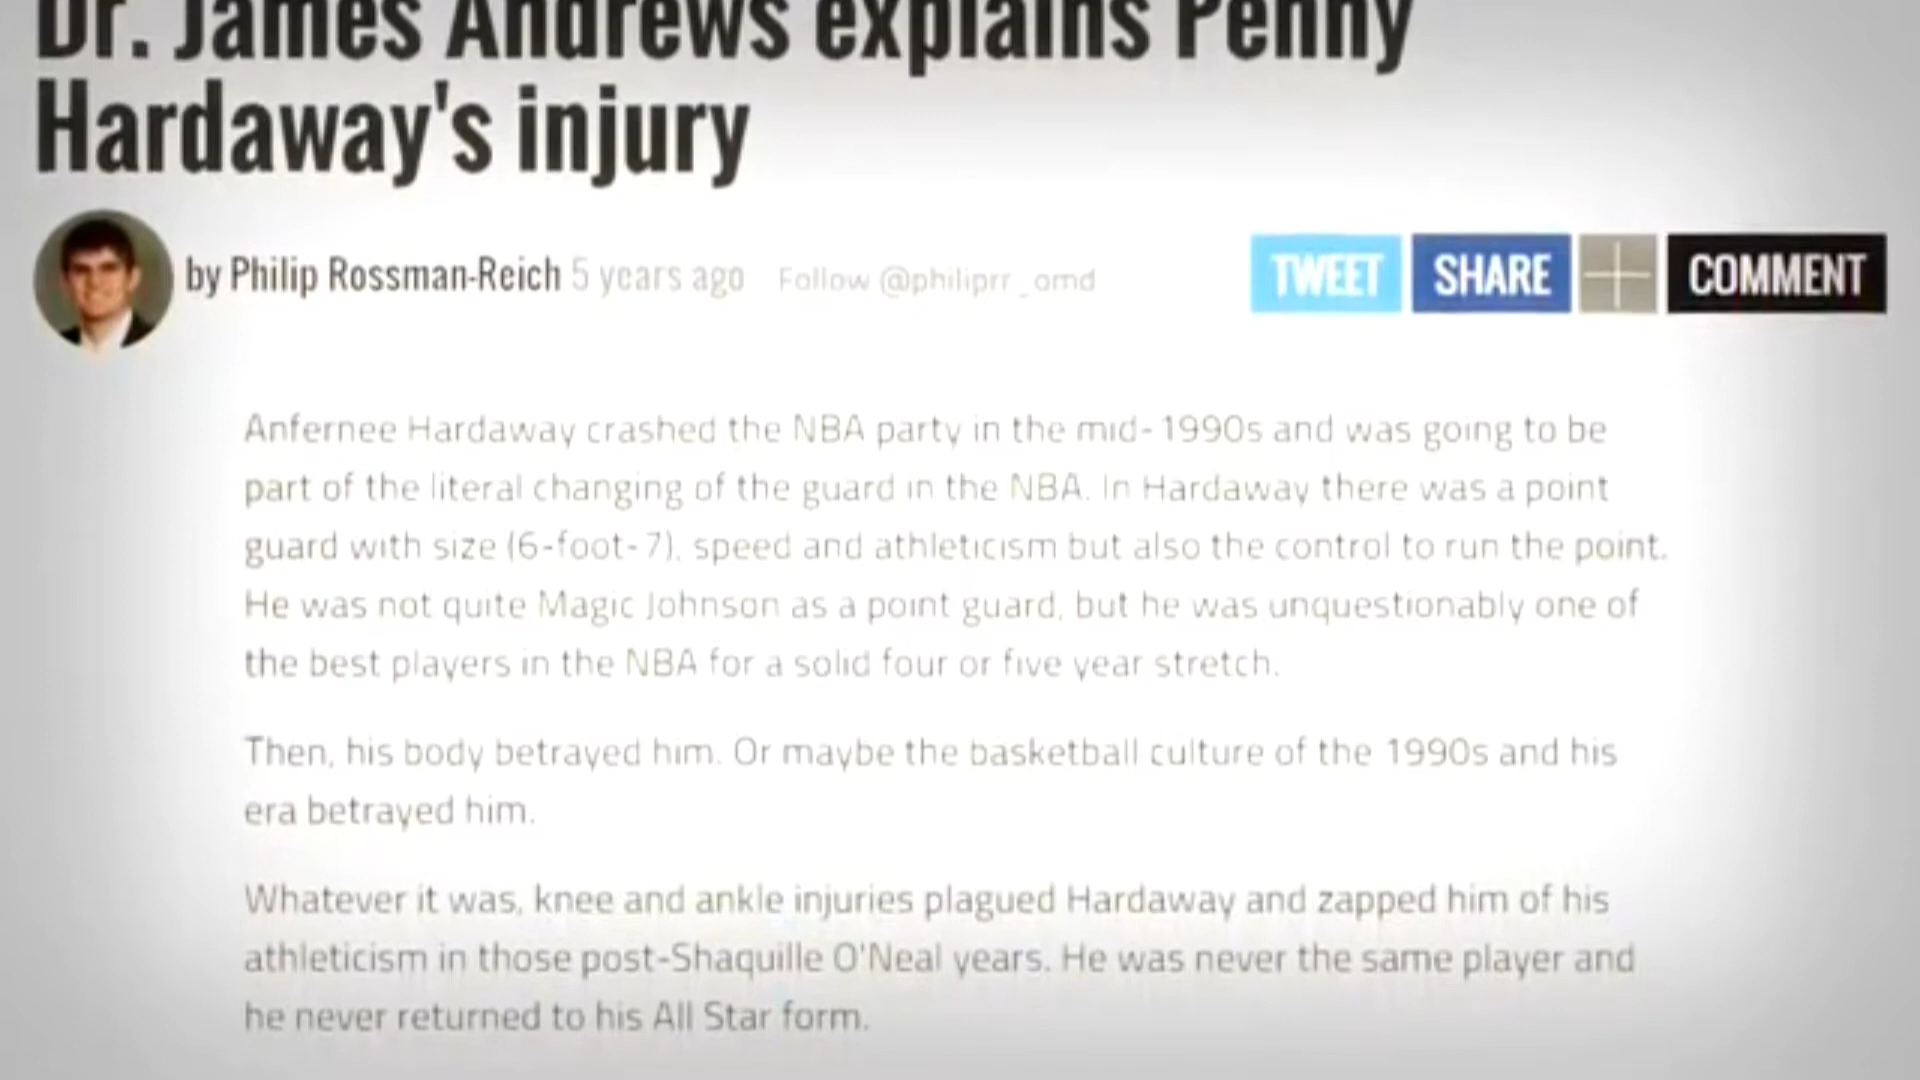 Dr. James Andrews explains Penny
Hardaway's injury
by Philip Rossman-Reich 5 years ago Follow @philiprr_omd
TWEET SHARE + COMMENT
Anfernee Hardaway crashed the NBA party in the mid-1990s and was going to be
part of the literal changing of the guard in the NBA. In Hardaway there was a point
guard with size (6-foot-7), speed and athleticism but also the control to run the point.
He was not quite Magic Johnson as a point guard, but he was unquestionably one of
the best players in the NBA for a solid four or five year stretch.
Then, his body betrayed him. Or maybe the basketball culture of the 1990s and his
era betrayed him.
Whatever it was, knee and ankle injuries plagued Hardaway and zapped him of his
athleticism in those post-Shaquille O'Neal years. He was never the same player and
he never returned to his All Star form.